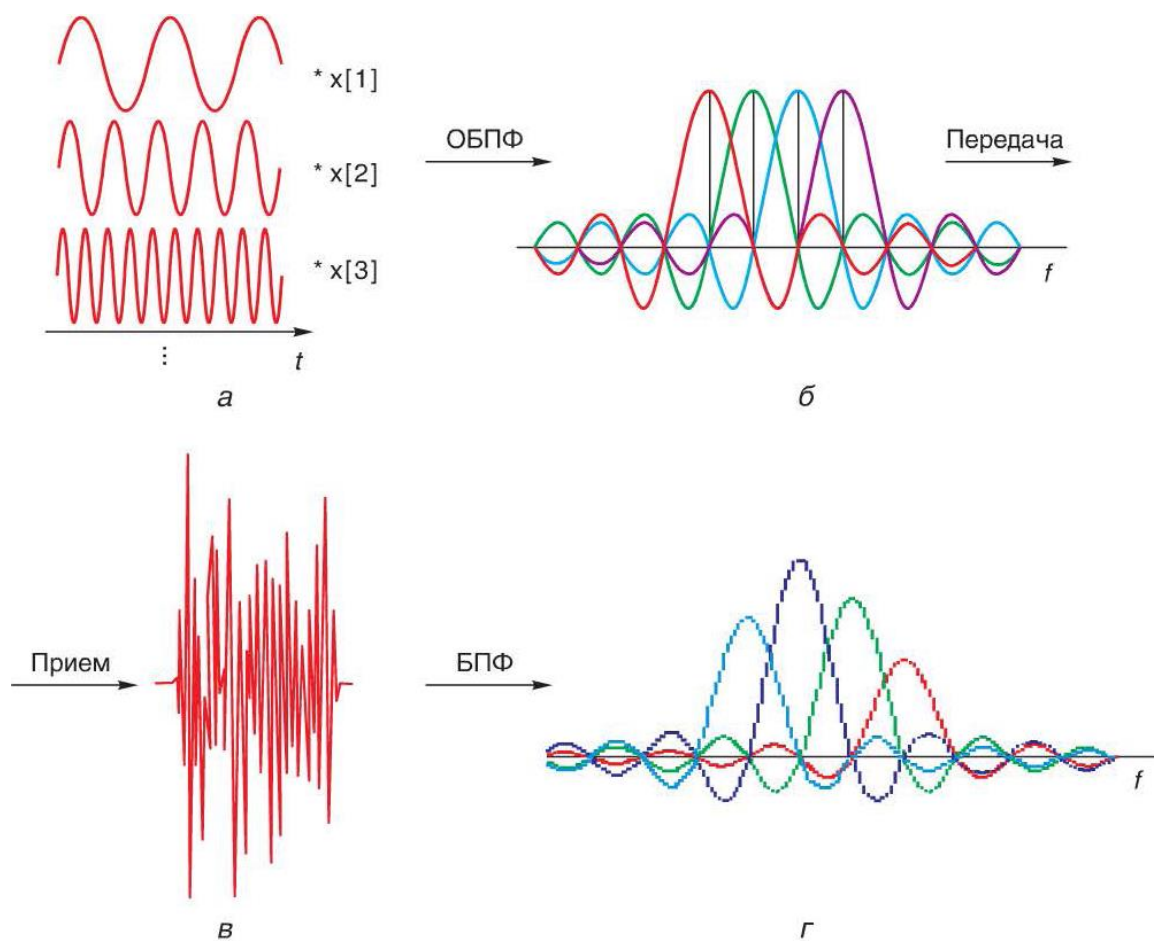 * x[1]
* x[2]
* x[3]
⋮
t
а
ОБПФ
f
б
Передача
Прием
в
БПФ
f
г